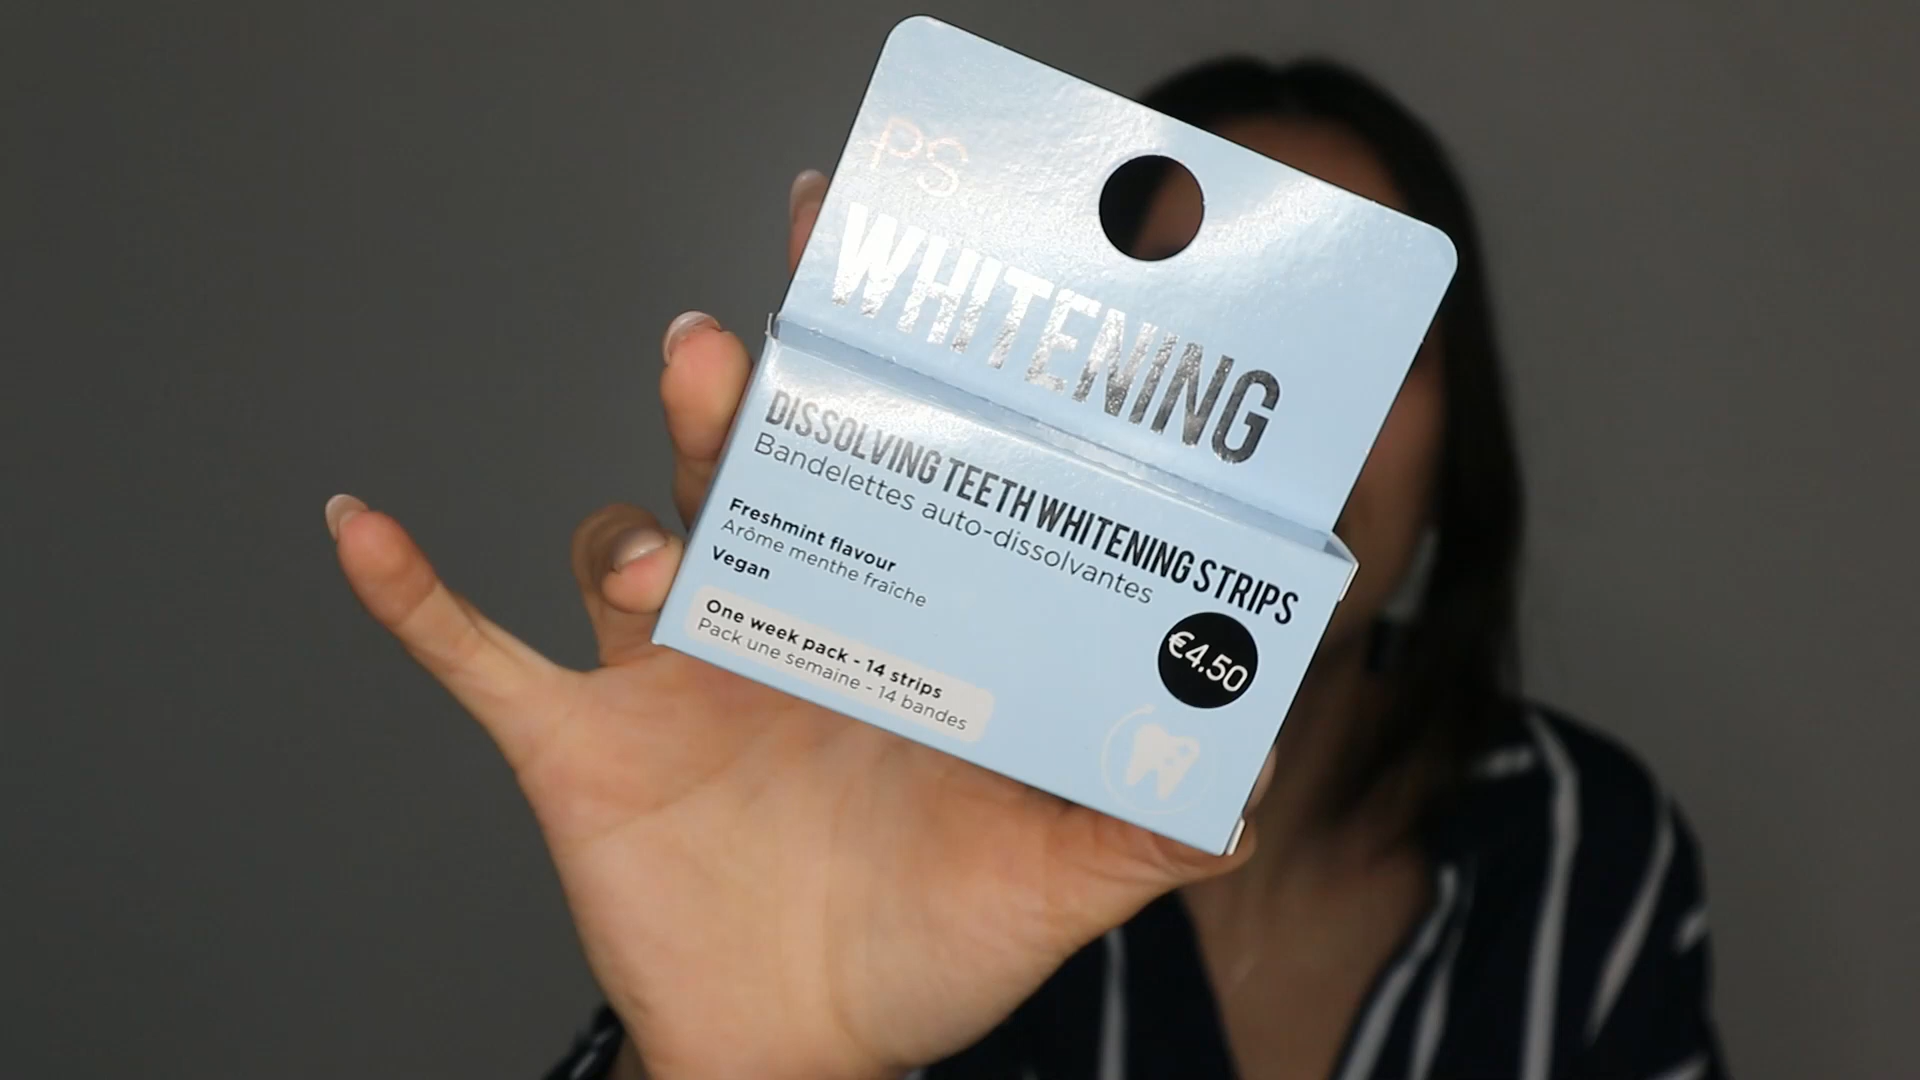 PS...
WHITENING
DISSOLVING TEETH WHITENING STRIPS
Bandelettes auto-dissolvantes
Freshmint flavour
Arôme menthe fraîche
Vegan
One week pack - 14 strips
Pack une semaine - 14 bandes
€4.50